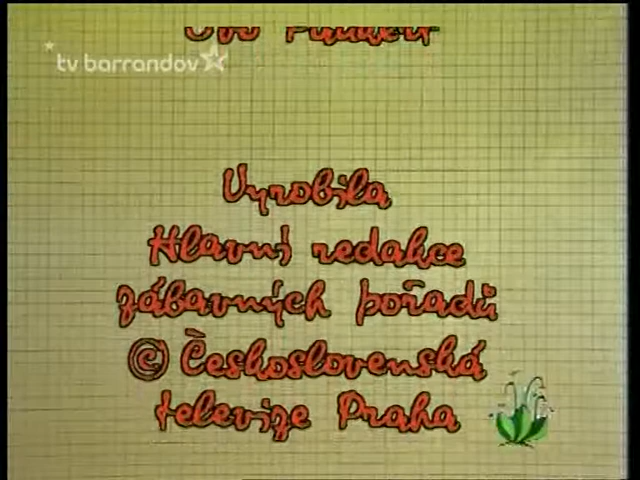 tv barrandov
Vyrobila
Hlavní redakce
zábavných pořadů
© Československá
televize Praha